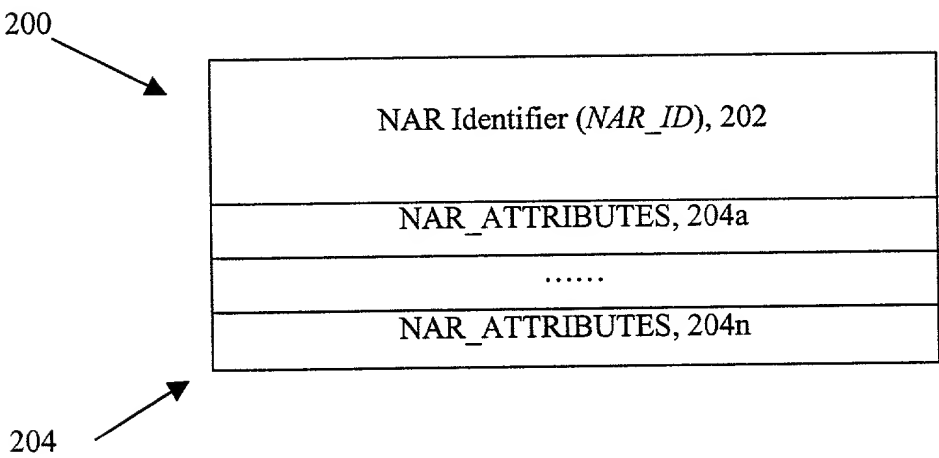 200
NAR Identifier (NAR_ID), 202
NAR_ATTRIBUTES, 204a
......
NAR_ATTRIBUTES, 204n
204